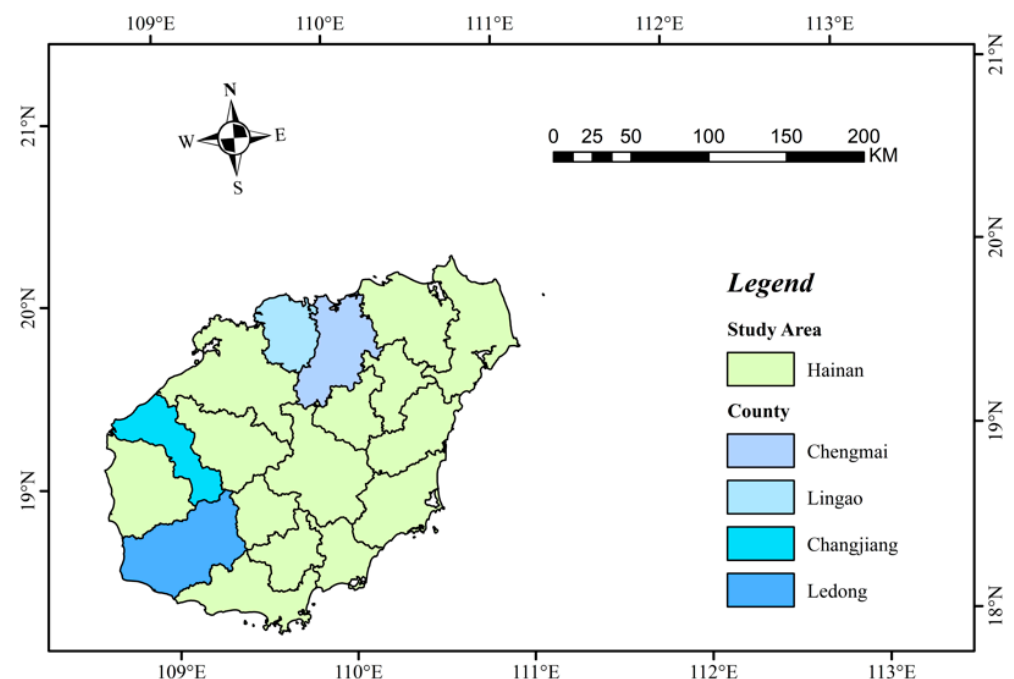 109°E 110°E 111°E 112°E 113°E
21°N
21°N
N
W E
S
0 25 50 100 150 200
KM
20°N
20°N
Legend
Study Area
Hainan
County
Chengmai
Lingao
Changjiang
Ledong
19°N
19°N
18°N
109°E 110°E 111°E 112°E 113°E